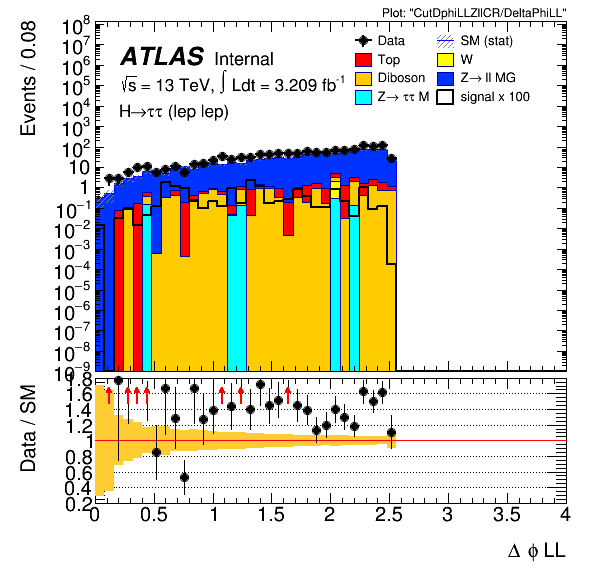 Plot: "CutDphiLLZllCR/DeltaPhiLL"
Events / 0.08
10⁸
10⁷
10⁶
10⁵
10⁴
10³
10²
10
1
10⁻¹
10⁻²
10⁻³
10⁻⁴
10⁻⁵
10⁻⁶
10⁻⁷
10⁻⁸
10⁻⁹
ATLAS Internal
√s = 13 TeV, ∫ Ldt = 3.209 fb⁻¹
H→ττ (lep lep)
Data
SM (stat)
Top
W
Diboson
Z→ ll MG
Z→ ττ M
signal x 100
Data / SM
1.8
1.6
1.4
1.2
1
0.8
0.6
0.4
0.2
0 0.5 1 1.5 2 2.5 3 3.5 4
Δ ϕ LL